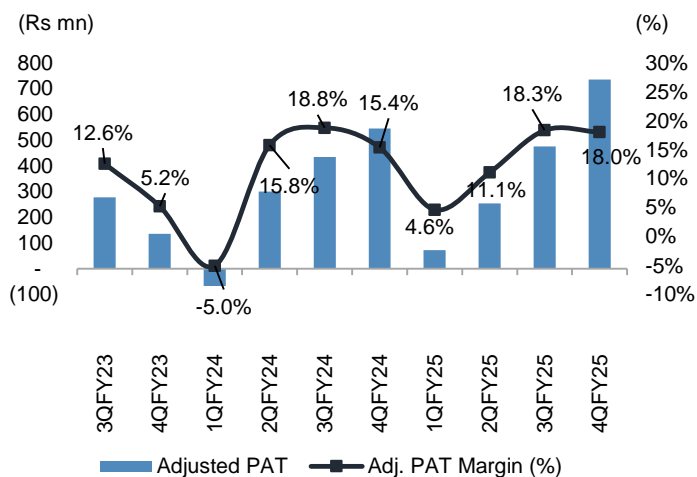 (Rs mn) (%)
800 30%
700 25%
600 20%
500 15%
400 10%
300 5%
200 0%
100 -5%
- -10%
(100)
12.6%
5.2%
-5.0%
15.8%
18.8%
15.4%
4.6%
11.1%
18.3%
18.0%
3QFY23
4QFY23
1QFY24
2QFY24
3QFY24
4QFY24
1QFY25
2QFY25
3QFY25
4QFY25
Adjusted PAT Adj. PAT Margin (%)